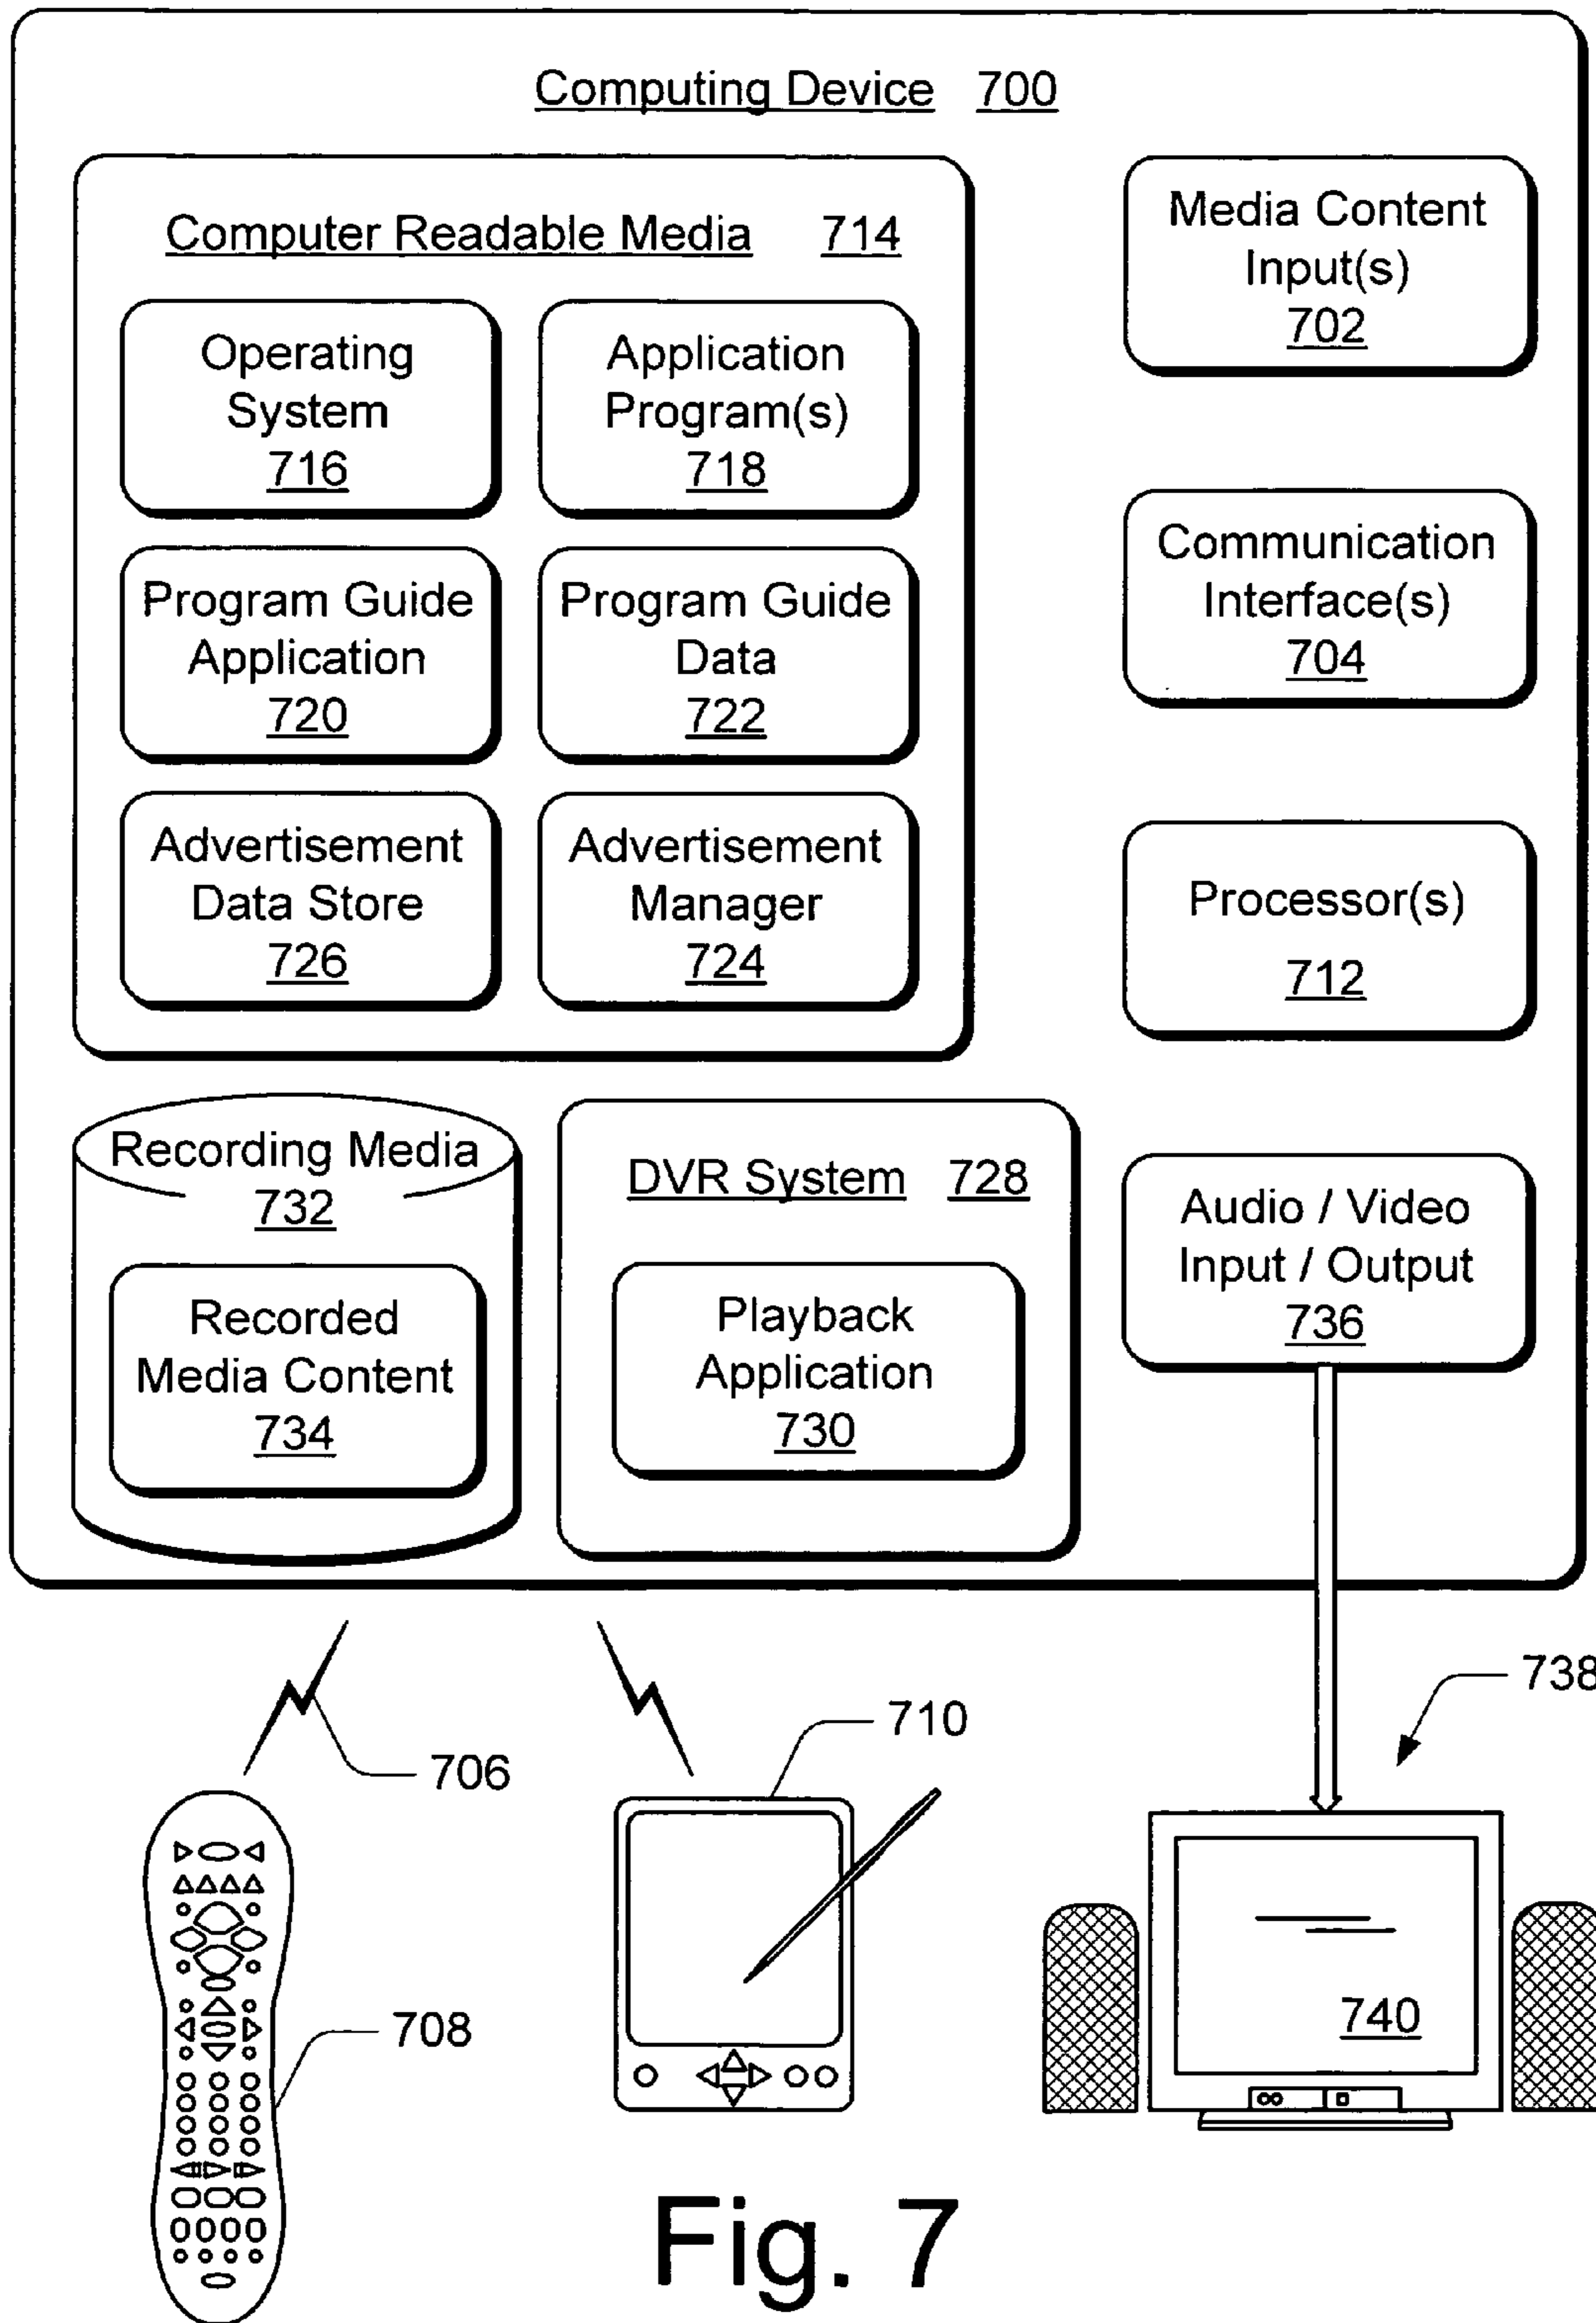 Computing Device 700
Computer Readable Media 714
Operating
System
716
Application
Program(s)
718
Program Guide
Application
720
Program Guide
Data
722
Advertisement
Data Store
726
Advertisement
Manager
724
Media Content
Input(s)
702
Communication
Interface(s)
704
Processor(s)
712
Recording Media
732
Recorded
Media Content
734
DVR System 728
Playback
Application
730
Audio / Video
Input / Output
736
738
710
706
708
740
Fig. 7